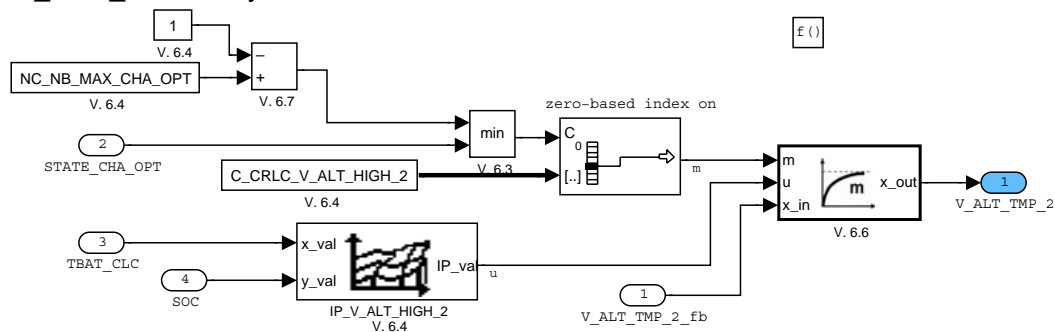 1
V. 6.4
f()
NC_NB_MAX_CHA_OPT
V. 6.4
−
+
V. 6.7
zero-based index on
2
STATE_CHA_OPT
min
V. 6.3
C
0
[..]
m
C_CRLC_V_ALT_HIGH_2
V. 6.4
m
u
x_in
m
x_out
V. 6.6
1
V_ALT_TMP_2
3
TBAT_CLC
4
SOC
x_val
y_val
IP_val
u
IP_V_ALT_HIGH_2
V. 6.4
1
V_ALT_TMP_2_fb